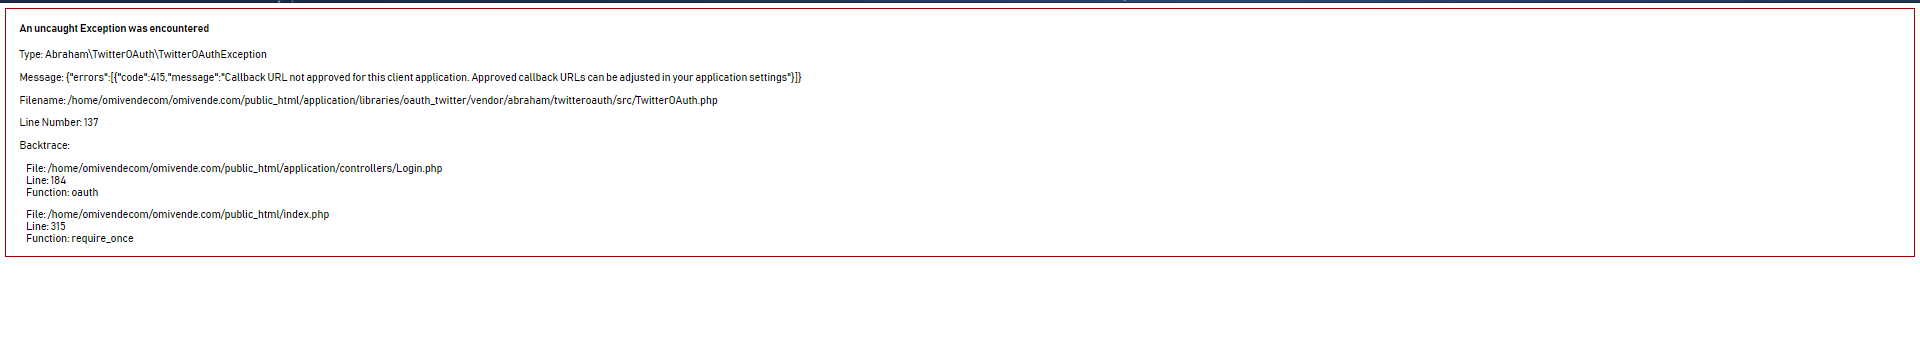 An uncaught Exception was encountered
Type: Abraham\TwitterOAuth\TwitterOAuthException
Message: {"errors":[{"code":415,"message":"Callback URL not approved for this client application. Approved callback URLs can be adjusted in your application settings"}]}
Filename: /home/omivendecom/omivende.com/public_html/application/libraries/oauth_twitter/vendor/abraham/twitteroauth/src/TwitterOAuth.php
Line Number: 137
Backtrace:
File: /home/omivendecom/omivende.com/public_html/application/controllers/Login.php
Line: 184
Function: oauth
File: /home/omivendecom/omivende.com/public_html/index.php
Line: 315
Function: require_once